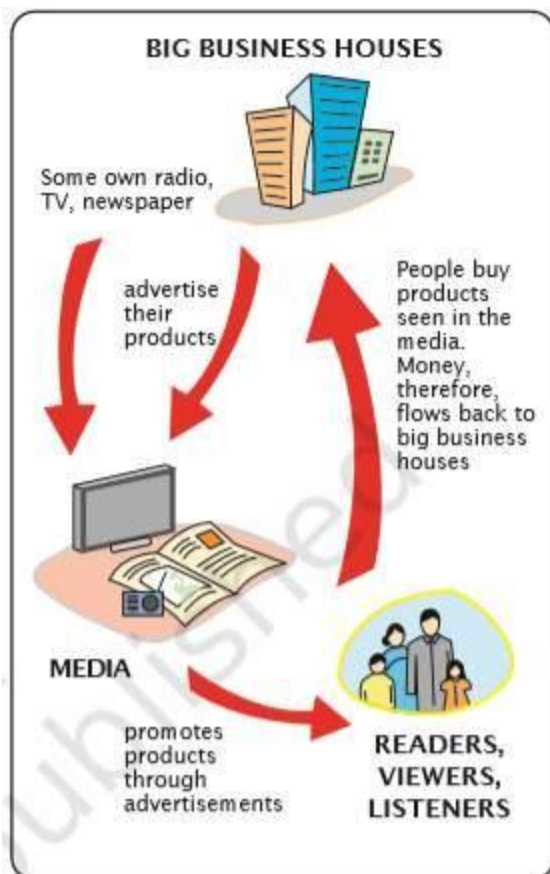 BIG BUSINESS HOUSES
Some own radio,
TV, newspaper
advertise
their
products
People buy
products
seen in the
media.
Money,
therefore,
flows back to
big business
houses
MEDIA
promotes
products
through
advertisements
READERS,
VIEWERS,
LISTENERS
ublished